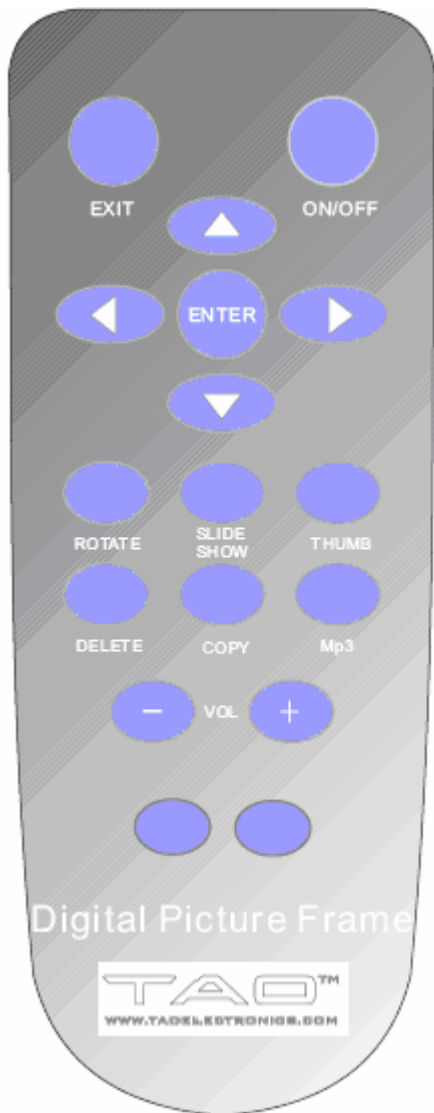 EXIT ON/OFF
ENTER
ROTATE SLIDE SHOW THUMB
DELETE COPY Mp3
− VOL +
Digital Picture Frame
TAO™
WWW.TAOELECTRONICS.COM